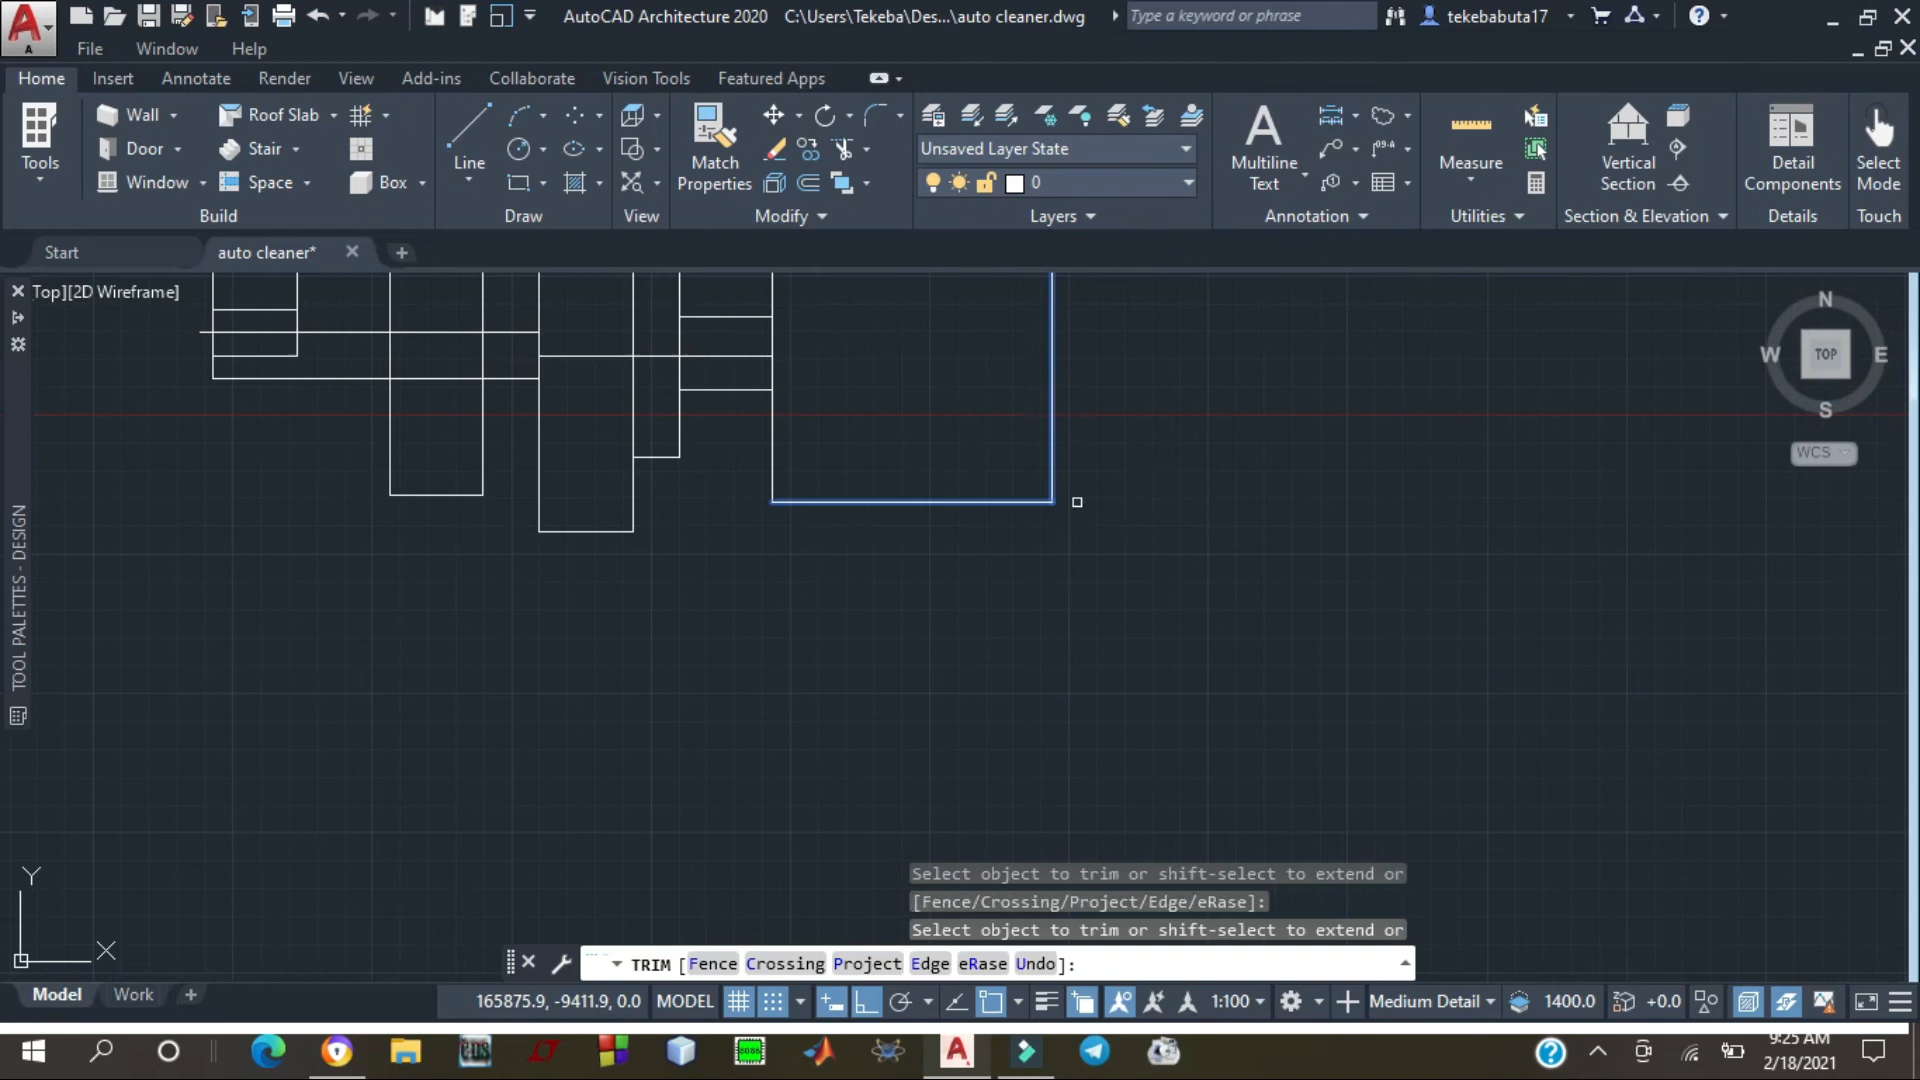 AutoCAD Architecture 2020 C:\Users\Tekeba\Des...\auto cleaner.dwg Type a keyword or phrase tekebabuta17
File Window Help
Home Insert Annotate Render View Add-ins Collaborate Vision Tools Featured Apps
Tools
Wall
Door
Window
Roof Slab
Stair
Space
Box
Line
Match
Properties
Unsaved Layer State
0
Multiline
Text
Measure
Vertical
Section
Detail
Components
Select
Mode
Build Draw View Modify Layers Annotation Utilities Section & Elevation Details Touch
Start auto cleaner*
Top][2D Wireframe]
N
W TOP E
S
WCS
TOOL PALETTES - DESIGN
Y
X
Select object to trim or shift-select to extend or
[Fence/Crossing/Project/Edge/eRase]:
Select object to trim or shift-select to extend or
TRIM [Fence Crossing Project Edge eRase Undo]:
Model Work
165875.9, -9411.9, 0.0 MODEL 1:100 Medium Detail 1400.0 +0.0
9:25 AM
2/18/2021